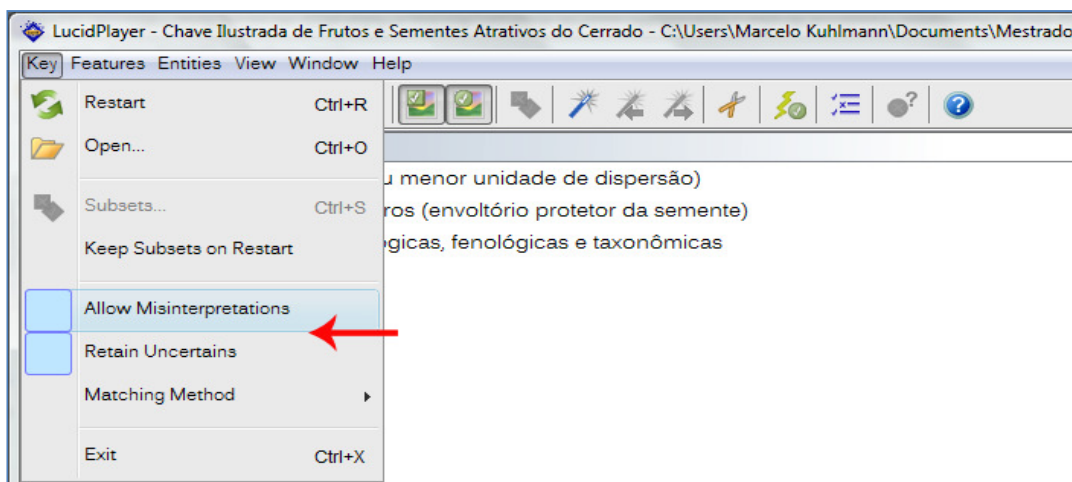 LucidPlayer - Chave Ilustrada de Frutos e Sementes Atrativos do Cerrado - C:\Users\Marcelo Kuhlmann\Documents\Mestrado
Key Features Entities View Window Help
Restart Ctrl+R
Open... Ctrl+O
u menor unidade de dispersão)
Subsets... Ctrl+S
ros (envoltório protetor da semente)
Keep Subsets on Restart
ógicas, fenológicas e taxonômicas
Allow Misinterpretations
Retain Uncertains
Matching Method
Exit Ctrl+X